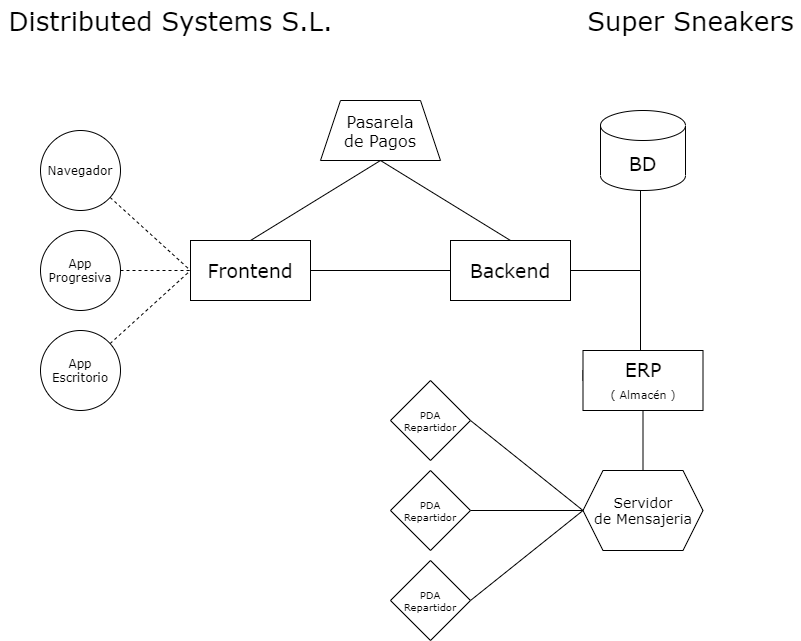 Distributed Systems S.L.
Super Sneakers
Pasarela
de Pagos
BD
Navegador
App
Progresiva
App
Escritorio
Frontend
Backend
ERP
( Almacén )
PDA
Repartidor
PDA
Repartidor
PDA
Repartidor
Servidor
de Mensajeria